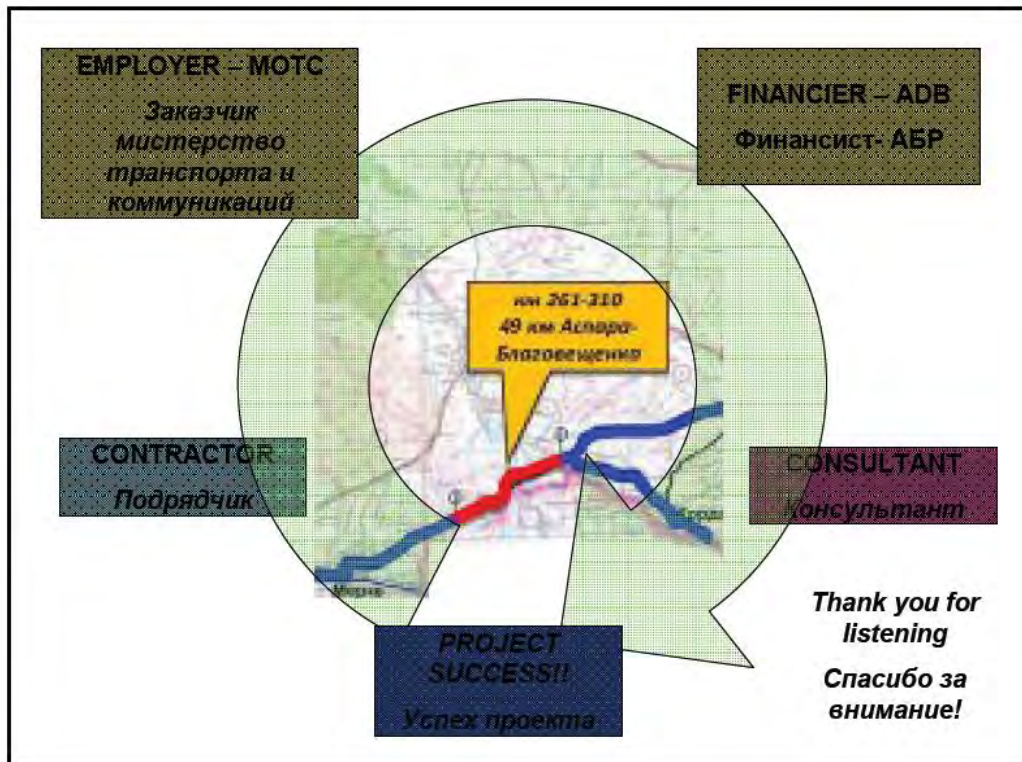 EMPLOYER – MOTC
Заказчик
мистерство
транспорта и
коммуникаций
FINANCIER – ADB
Финансист- АБР
км 261-310
49 км Аспара-
Благовещенка
CONTRACTOR
Подрядчик
CONSULTANT
Консультант
Мерке
PROJECT
SUCCESS!!
Успех проекта
Thank you for
listening
Спасибо за
внимание!